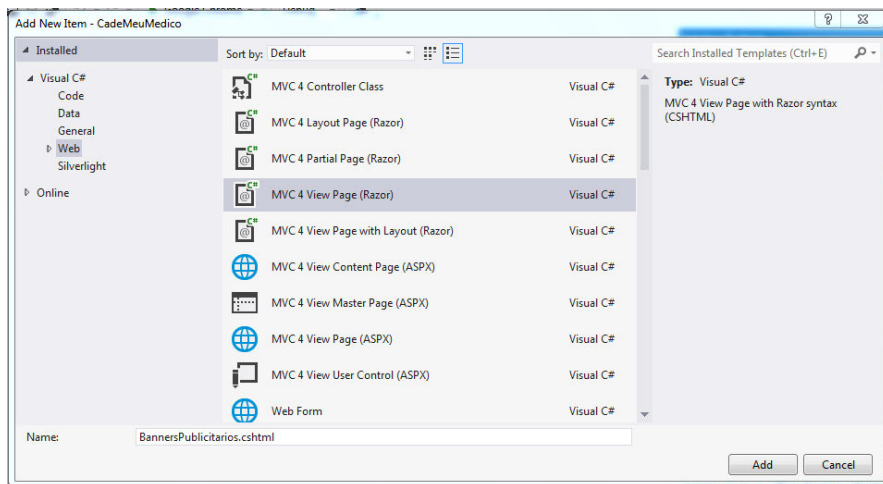 Add New Item - CadeMeuMedico
Installed
Sort by: Default
Search Installed Templates (Ctrl+E)
Visual C#
Code
Data
General
Web
Silverlight
Online
MVC 4 Controller Class Visual C#
MVC 4 Layout Page (Razor) Visual C#
MVC 4 Partial Page (Razor) Visual C#
MVC 4 View Page (Razor) Visual C#
MVC 4 View Page with Layout (Razor) Visual C#
MVC 4 View Content Page (ASPX) Visual C#
MVC 4 View Master Page (ASPX) Visual C#
MVC 4 View Page (ASPX) Visual C#
MVC 4 View User Control (ASPX) Visual C#
Web Form Visual C#
Type: Visual C#
MVC 4 View Page with Razor syntax
(CSHTML)
Name: BannersPublicitarios.cshtml
Add Cancel